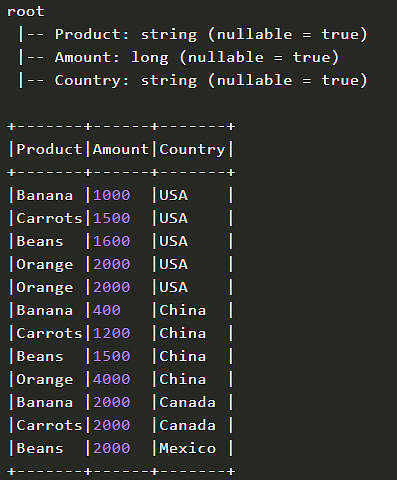 root
 |-- Product: string (nullable = true)
 |-- Amount: long (nullable = true)
 |-- Country: string (nullable = true)

+-------+------+-------+
|Product|Amount|Country|
+-------+------+-------+
|Banana |1000  |USA    |
|Carrots|1500  |USA    |
|Beans  |1600  |USA    |
|Orange |2000  |USA    |
|Orange |2000  |USA    |
|Banana |400   |China  |
|Carrots|1200  |China  |
|Beans  |1500  |China  |
|Orange |4000  |China  |
|Banana |2000  |Canada |
|Carrots|2000  |Canada |
|Beans  |2000  |Mexico |
+-------+------+-------+